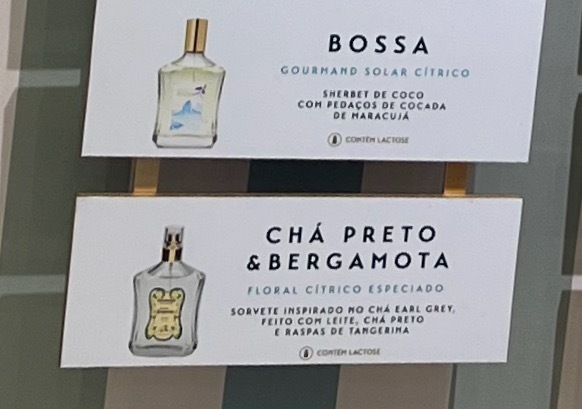 BOSSA
GOURMAND SOLAR CÍTRICO
SHERBET DE COCO
COM PEDAÇOS DE COCADA
DE MARACUJÁ
CONTÉM LACTOSE
CHÁ PRETO
& BERGAMOTA
FLORAL CÍTRICO ESPECIADO
SORVETE INSPIRADO NO CHÁ EARL GREY,
FEITO COM LEITE, CHÁ PRETO
E RASPAS DE TANGERINA
CONTÉM LACTOSE